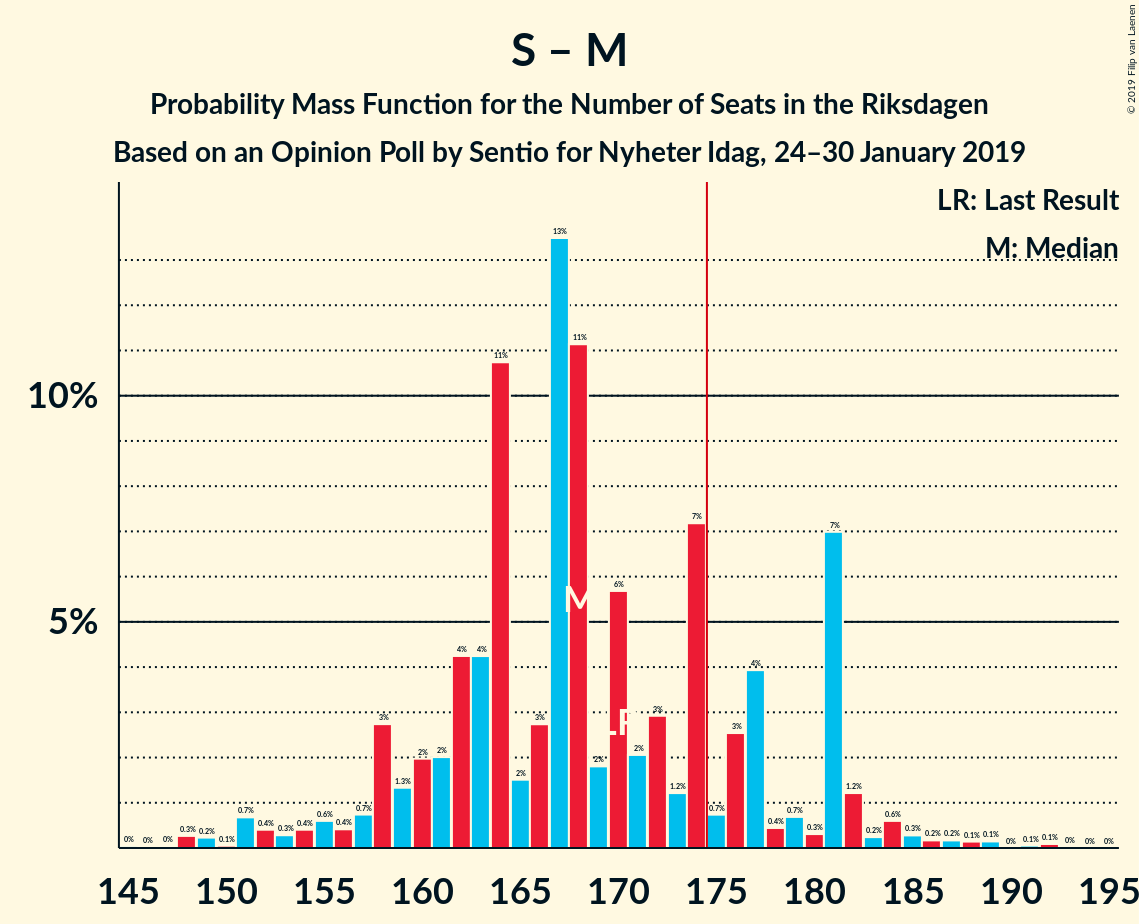 © 2019 Filip van Laenen
S – M
Probability Mass Function for the Number of Seats in the Riksdagen
Based on an Opinion Poll by Sentio for Nyheter Idag, 24–30 January 2019
LR: Last Result
M: Median
10%
5%
0% 0% 0% 0.3% 0.2% 0.1% 0.7% 0.4% 0.3% 0.4% 0.6% 0.4% 0.7% 3% 1.3% 2% 2% 4% 4% 11% 2% 3% 13% 11% 2% 6% 2% 3% 1.2% 7% 0.7% 3% 4% 0.4% 0.7% 0.3% 7% 1.2% 0.2% 0.6% 0.3% 0.2% 0.2% 0.1% 0.1% 0% 0.1% 0.1% 0% 0% 0%
M
LR
145 150 155 160 165 170 175 180 185 190 195